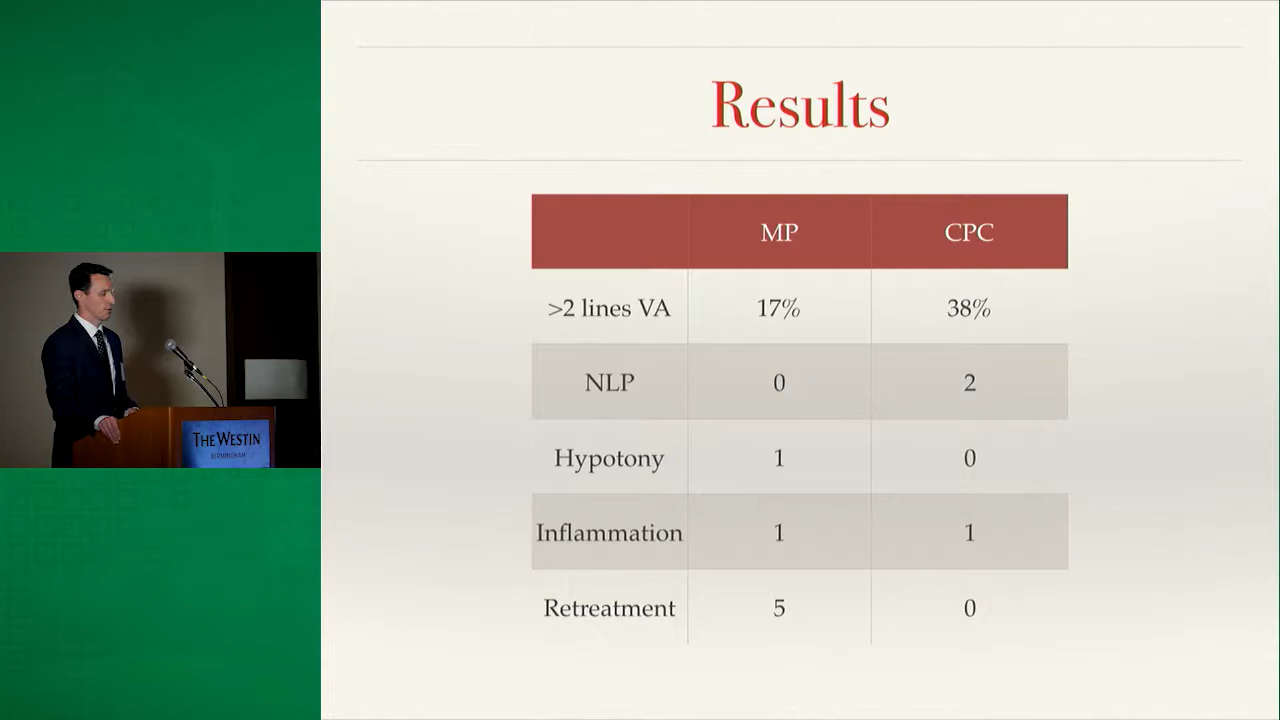 Results
MP CPC
>2 lines VA 17% 38%
NLP 0 2
Hypotony 1 0
Inflammation 1 1
Retreatment 5 0
THE WESTIN
BIRMINGHAM